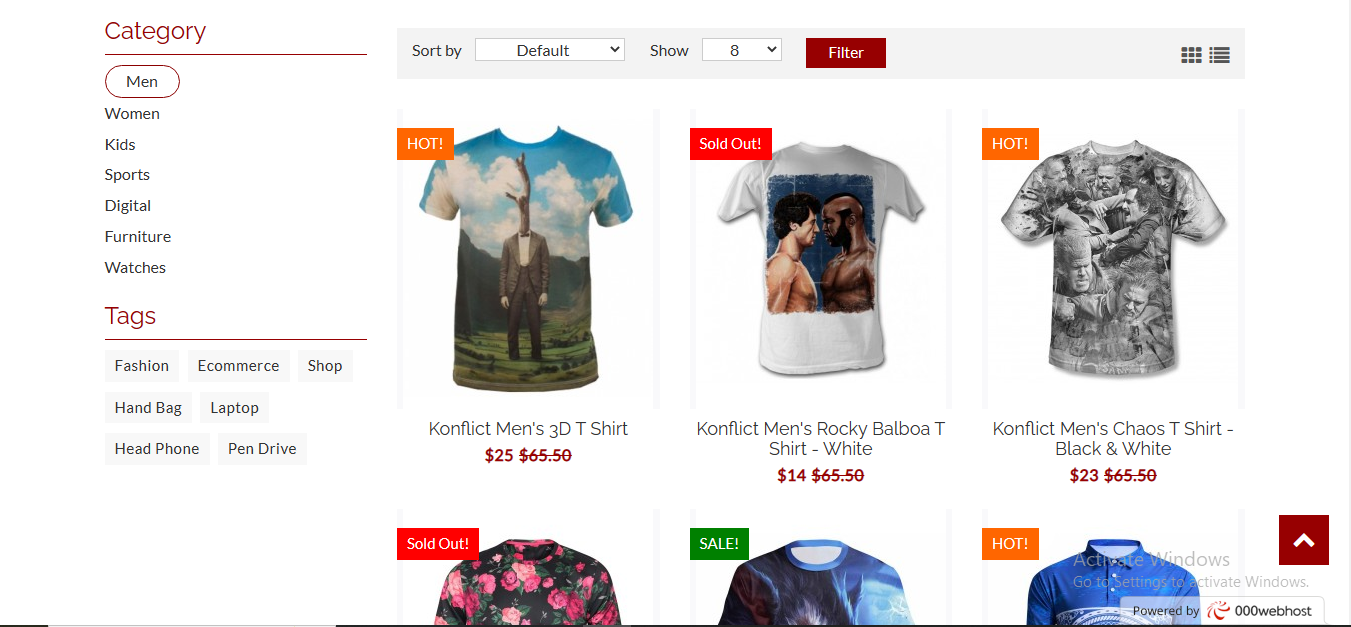 Category
Men
Women
Kids
Sports
Digital
Furniture
Watches
Tags
Fashion Ecommerce Shop
Hand Bag Laptop
Head Phone Pen Drive
Sort by Default Show 8 Filter
HOT! Sold Out! HOT!
Konflict Men's 3D T Shirt
$25 $65.50
Konflict Men's Rocky Balboa T
Shirt - White
$14 $65.50
Konflict Men's Chaos T Shirt -
Black & White
$23 $65.50
Sold Out! SALE! HOT!
Activate Windows
Go to Settings to activate Windows.
Powered by 000webhost